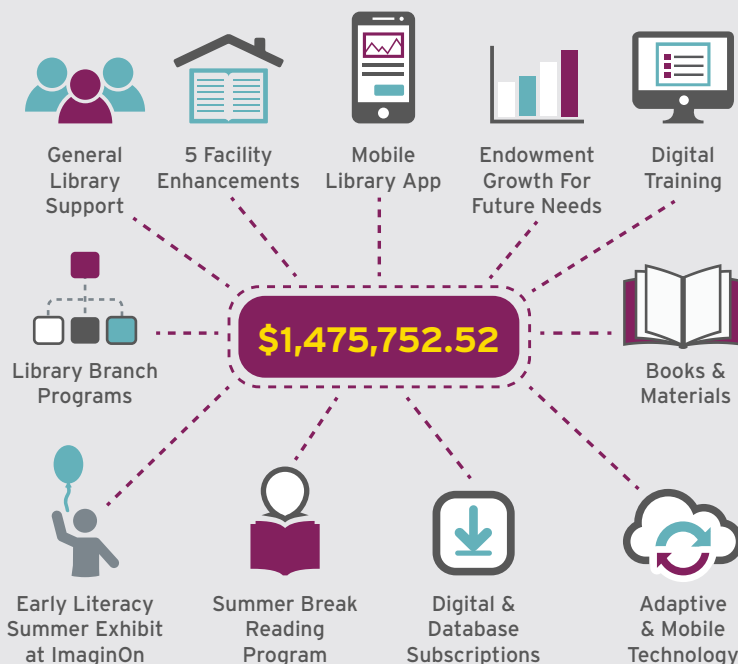 General
Library
Support
5 Facility
Enhancements
Mobile
Library App
Endowment
Growth For
Future Needs
Digital
Training
$1,475,752.52
Library Branch
Programs
Books &
Materials
Early Literacy
Summer Exhibit
at ImaginOn
Summer Break
Reading
Program
Digital &
Database
Subscriptions
Adaptive
& Mobile
Technology